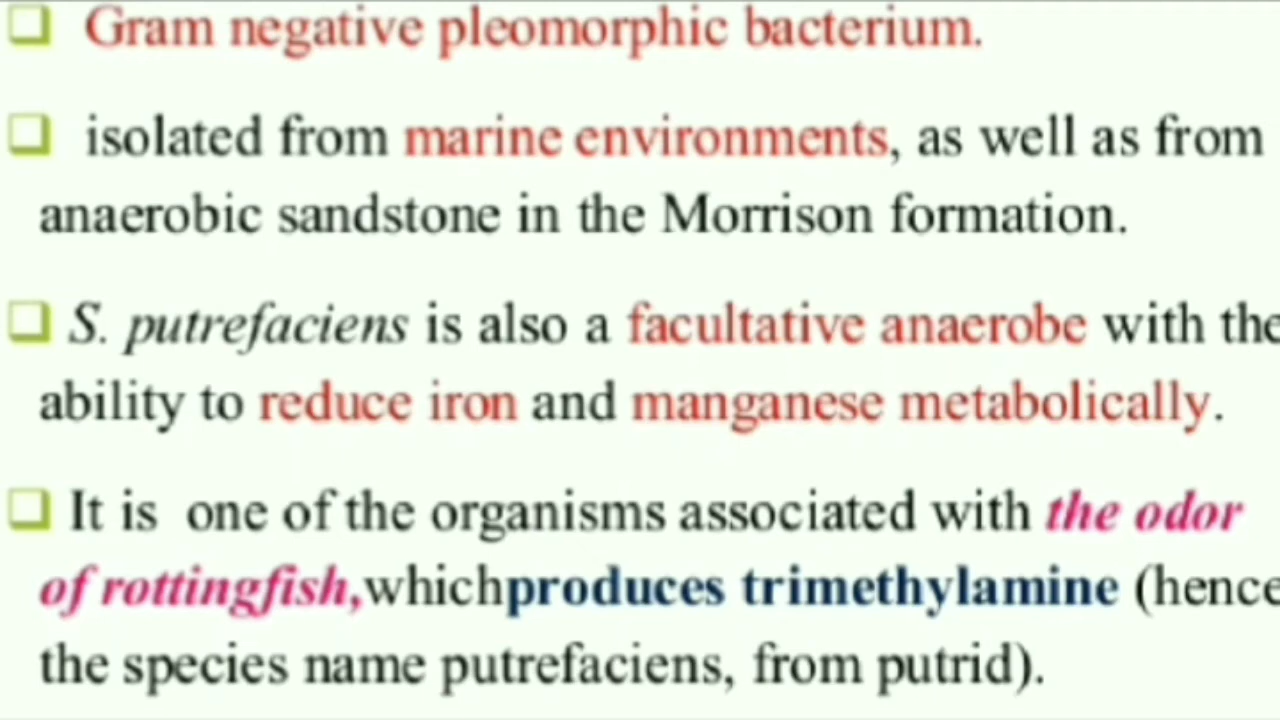 Gram negative pleomorphic bacterium.
isolated from marine environments, as well as from
anaerobic sandstone in the Morrison formation.
S. putrefaciens is also a facultative anaerobe with the
ability to reduce iron and manganese metabolically.
It is one of the organisms associated with the odor
of rottingfish,whichproduces trimethylamine (hence
the species name putrefaciens, from putrid).